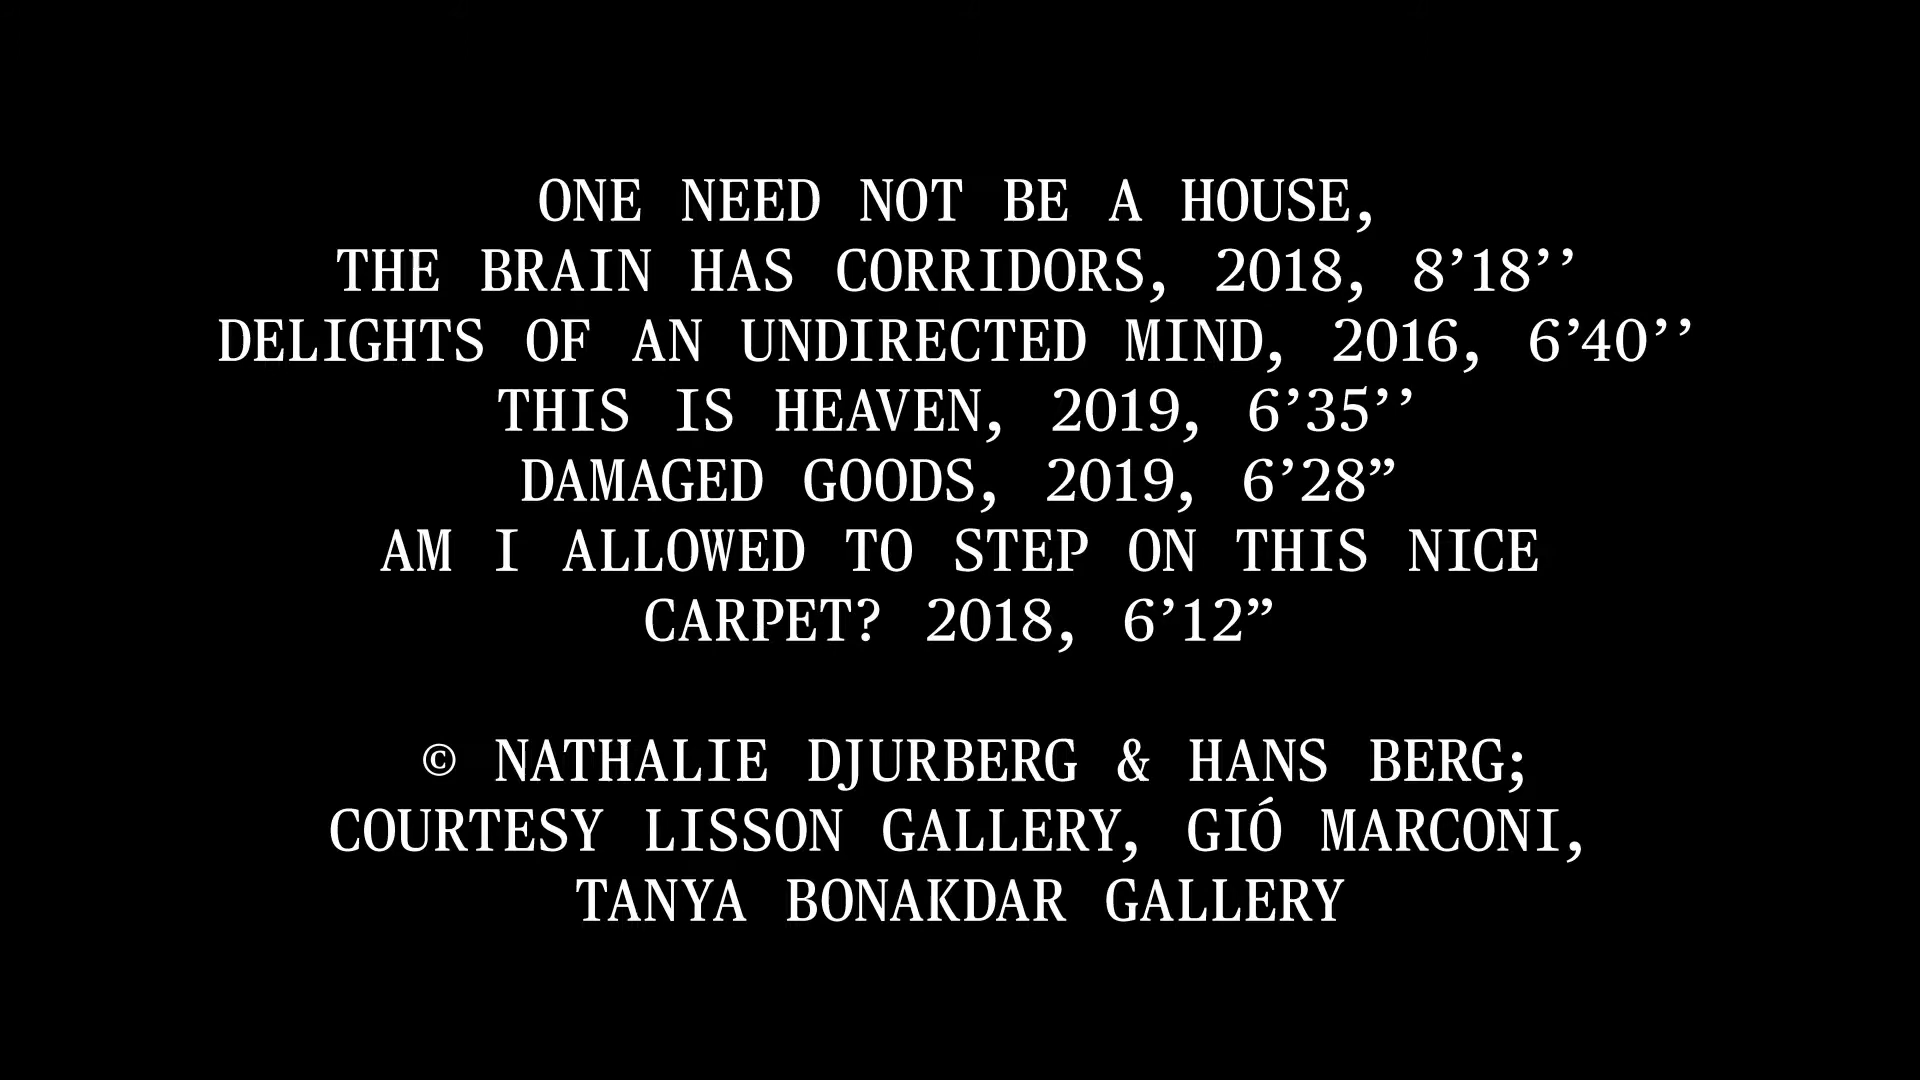 ONE NEED NOT BE A HOUSE,
THE BRAIN HAS CORRIDORS, 2018, 8’18’’
DELIGHTS OF AN UNDIRECTED MIND, 2016, 6’40’’
THIS IS HEAVEN, 2019, 6’35’’
DAMAGED GOODS, 2019, 6’28”
AM I ALLOWED TO STEP ON THIS NICE
CARPET? 2018, 6’12”
© NATHALIE DJURBERG & HANS BERG;
COURTESY LISSON GALLERY, GIÓ MARCONI,
TANYA BONAKDAR GALLERY